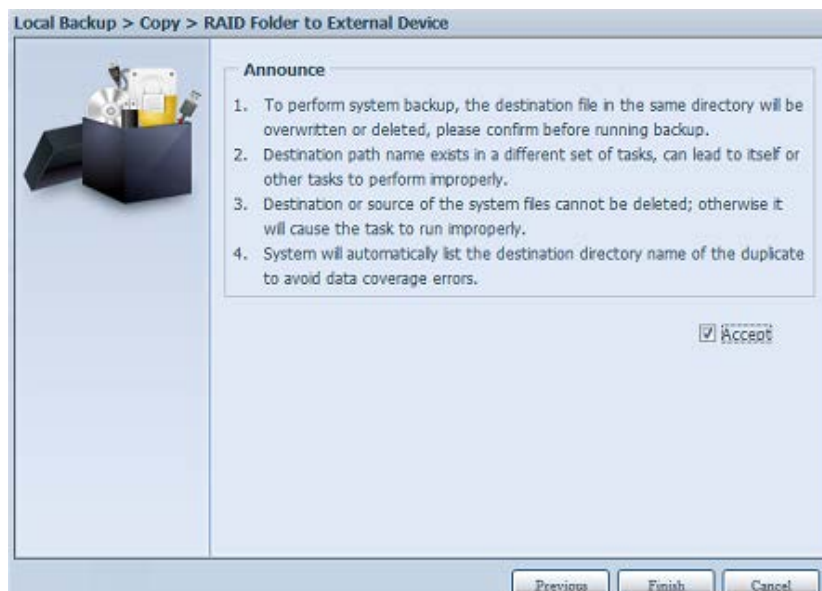 Local Backup > Copy > RAID Folder to External Device
Announce
1. To perform system backup, the destination file in the same directory will be
overwritten or deleted, please confirm before running backup.
2. Destination path name exists in a different set of tasks, can lead to itself or
other tasks to perform improperly.
3. Destination or source of the system files cannot be deleted; otherwise it
will cause the task to run improperly.
4. System will automatically list the destination directory name of the duplicate
to avoid data coverage errors.
Accept
Previous Finish Cancel